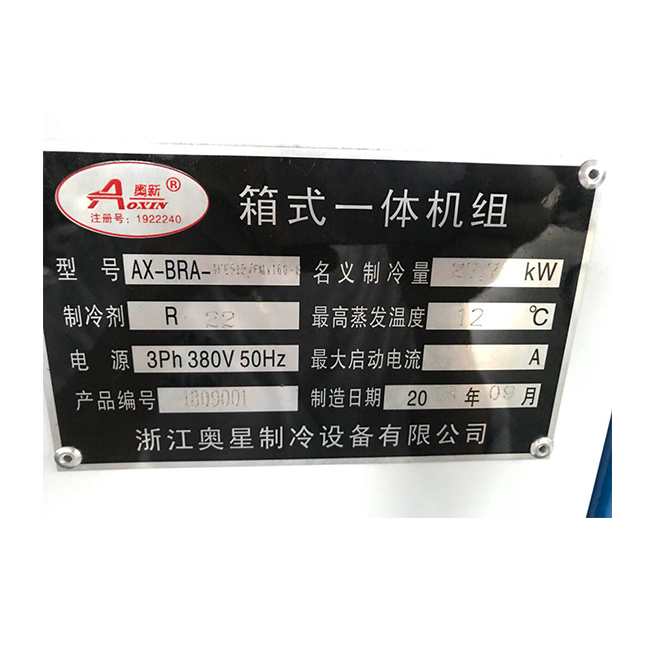 奥新®
AOXIN
注册号：1922240
箱式一体机组
型 号 AX-BRA- 名义制冷量 kW
制冷剂 R 22 最高蒸发温度 12 ℃
电 源 3Ph 380V 50Hz 最大启动电流 A
产品编号 1809001 制造日期 20 年 09 月
浙江奥星制冷设备有限公司